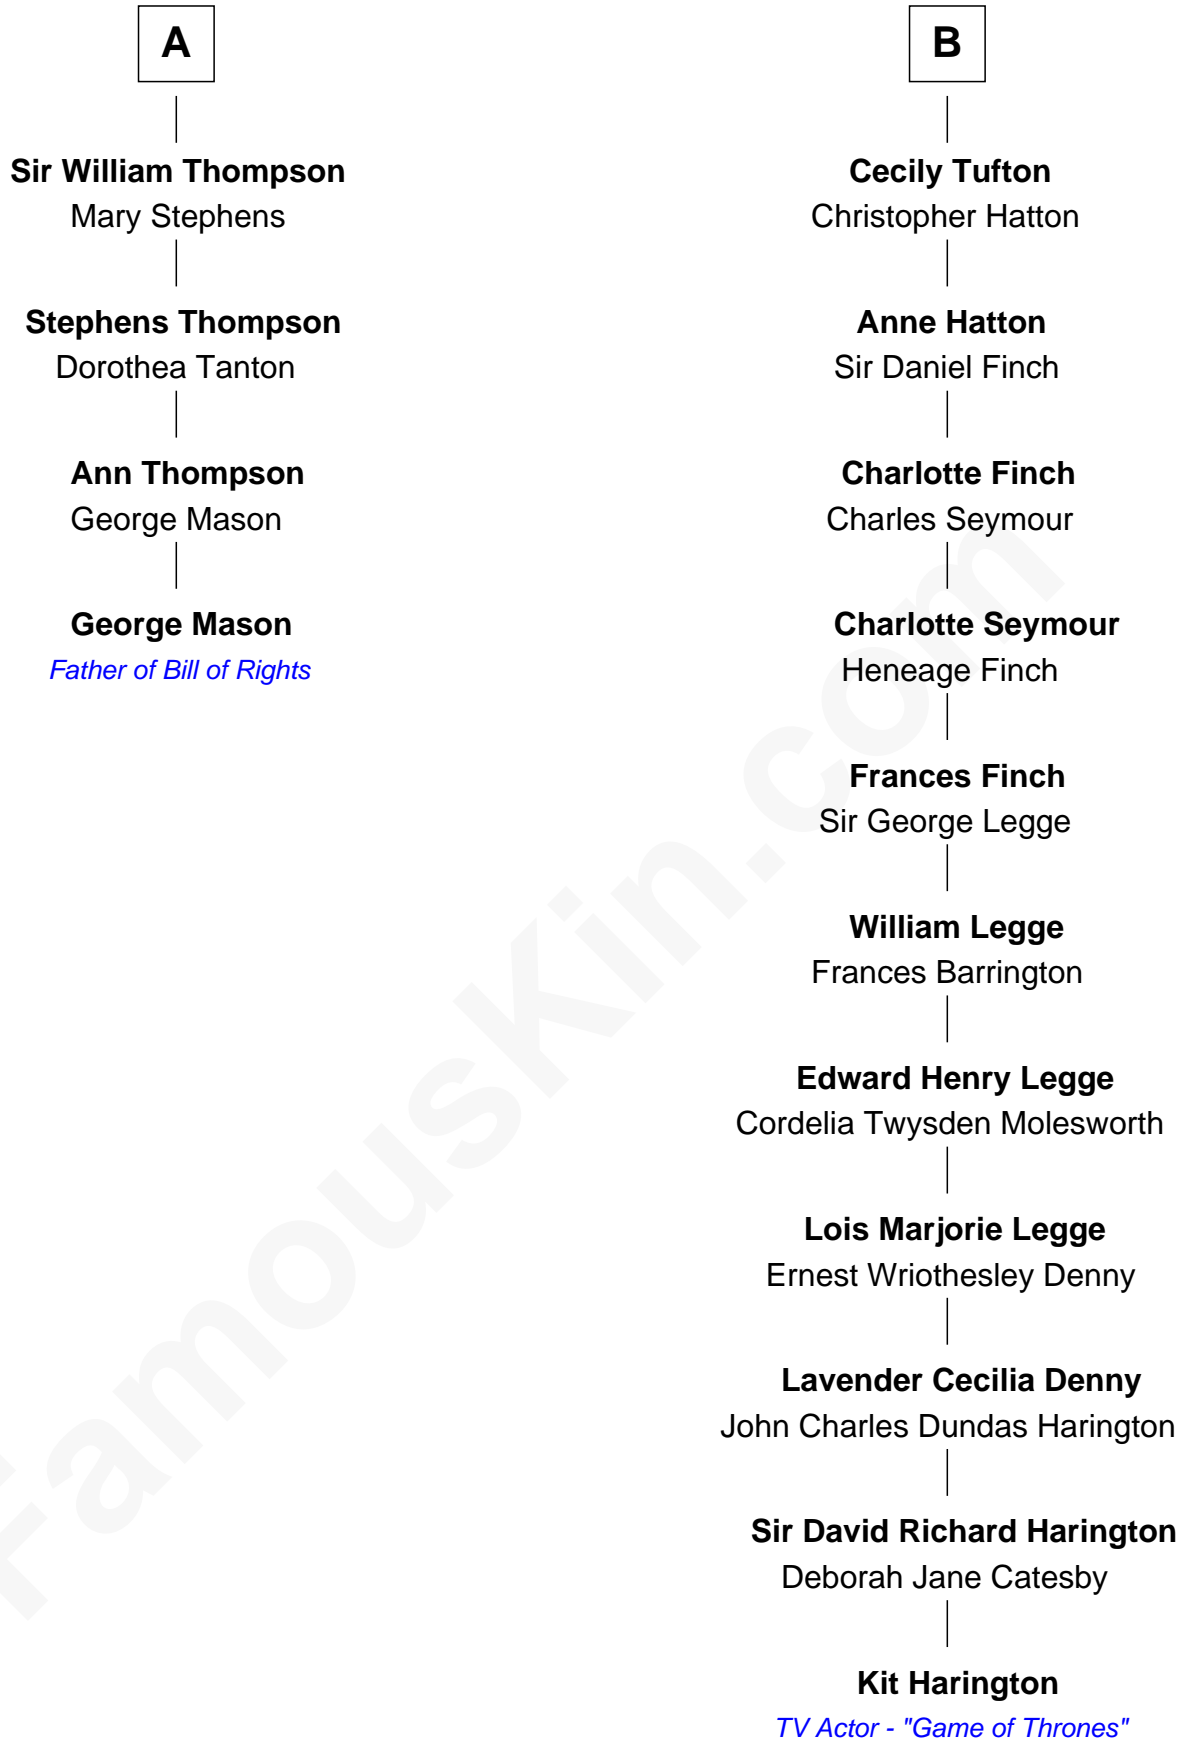 A
Sir William Thompson
Mary Stephens
Stephens Thompson
Dorothea Tanton
Ann Thompson
George Mason
George Mason
Father of Bill of Rights
B
Cecily Tufton
Christopher Hatton
Anne Hatton
Sir Daniel Finch
Charlotte Finch
Charles Seymour
Charlotte Seymour
Heneage Finch
Frances Finch
Sir George Legge
William Legge
Frances Barrington
Edward Henry Legge
Cordelia Twysden Molesworth
Lois Marjorie Legge
Ernest Wriothesley Denny
Lavender Cecilia Denny
John Charles Dundas Harington
Sir David Richard Harington
Deborah Jane Catesby
Kit Harington
TV Actor - "Game of Thrones"
FamousKin.com